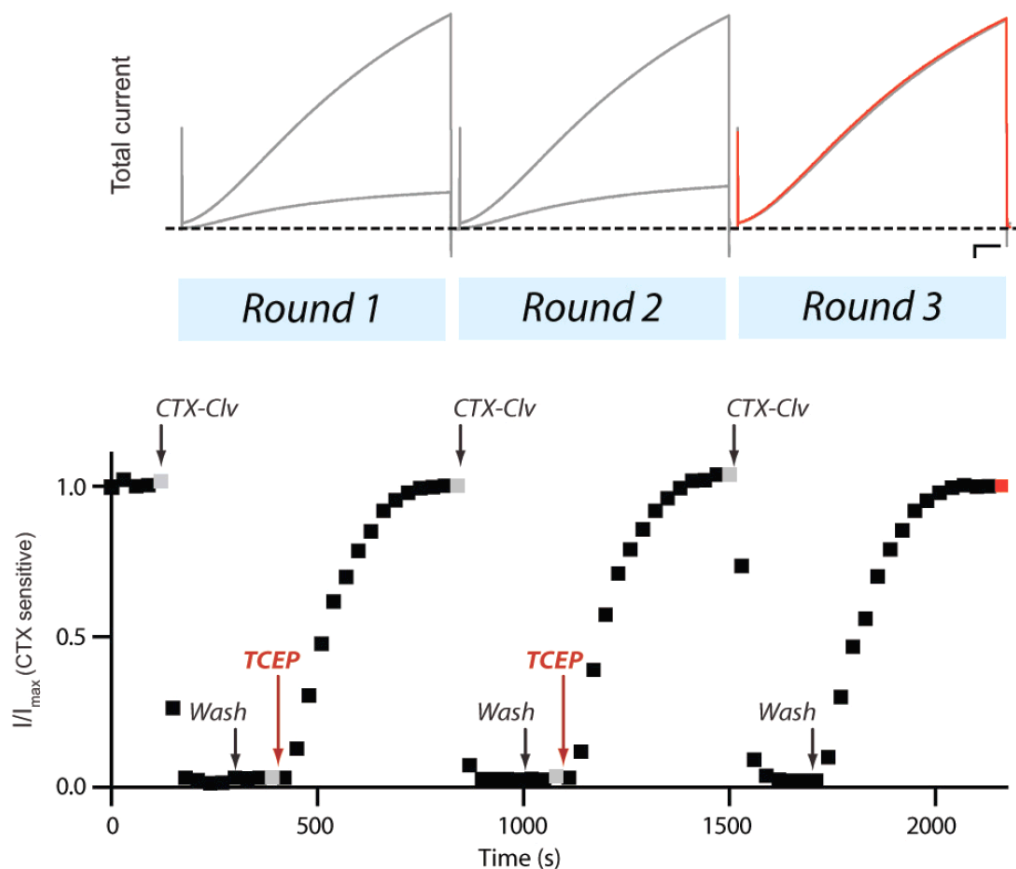 Total current
Round 1
Round 2
Round 3
CTX-Clv
CTX-Clv
CTX-Clv
1.0
0.5
0.0
I/Imax (CTX sensitive)
TCEP
TCEP
Wash
Wash
Wash
0
500
1000
1500
2000
Time (s)